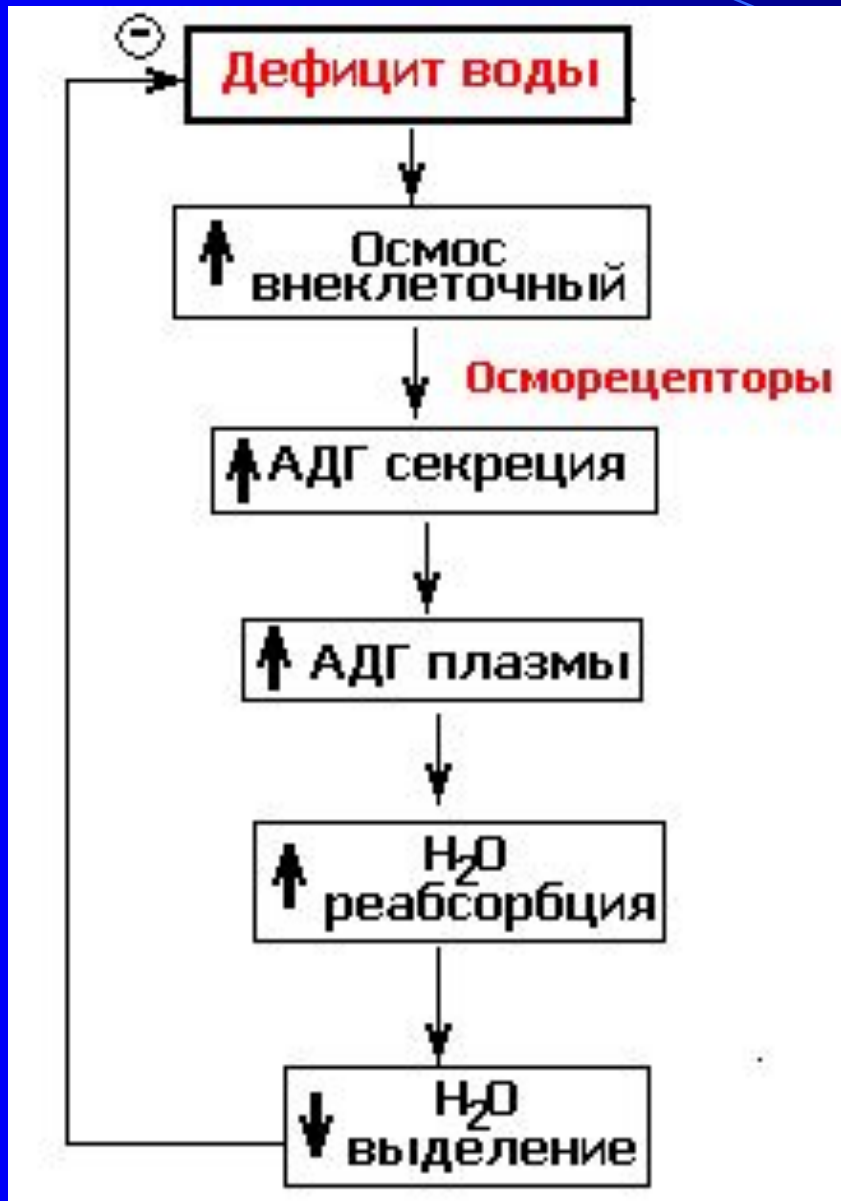 ⊖
Дефицит воды
↑ Осмос
внеклеточный
Осморецепторы
↑ АДГ секреция
↑ АДГ плазмы
↑ H₂O
реабсорбция
↓ H₂O
выделение